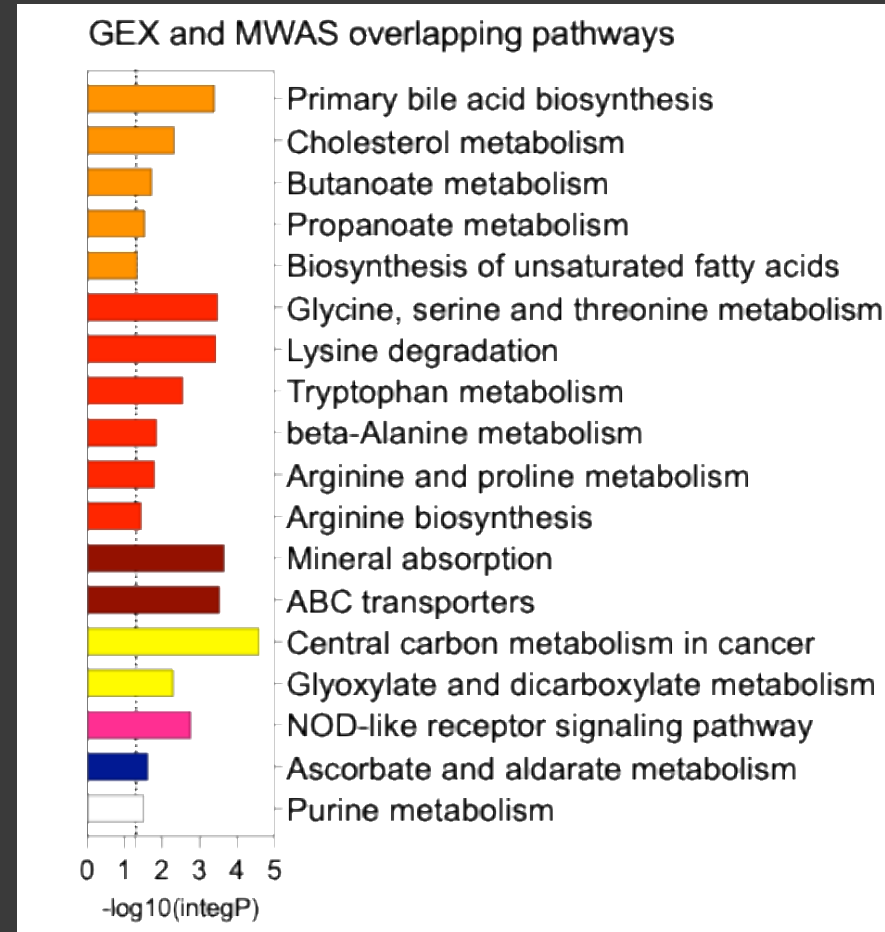 GEX and MWAS overlapping pathways
Primary bile acid biosynthesis
Cholesterol metabolism
Butanoate metabolism
Propanoate metabolism
Biosynthesis of unsaturated fatty acids
Glycine, serine and threonine metabolism
Lysine degradation
Tryptophan metabolism
beta-Alanine metabolism
Arginine and proline metabolism
Arginine biosynthesis
Mineral absorption
ABC transporters
Central carbon metabolism in cancer
Glyoxylate and dicarboxylate metabolism
NOD-like receptor signaling pathway
Ascorbate and aldarate metabolism
Purine metabolism
0 1 2 3 4 5
-log10(integP)